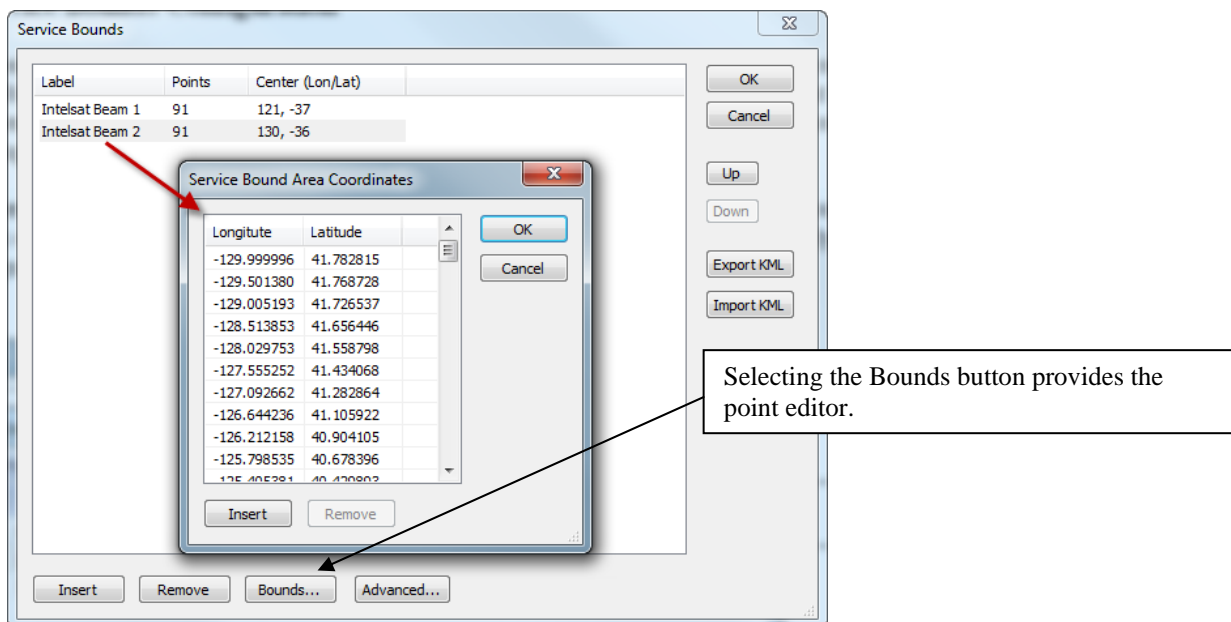 Service Bounds
Label Points Center (Lon/Lat)
Intelsat Beam 1 91 121, -37
Intelsat Beam 2 91 130, -36
OK
Cancel
Up
Down
Export KML
Import KML
Service Bound Area Coordinates
Longitute Latitude
-129.999996 41.782815
-129.501380 41.768728
-129.005193 41.726537
-128.513853 41.656446
-128.029753 41.558798
-127.555252 41.434068
-127.092662 41.282864
-126.644236 41.105922
-126.212158 40.904105
-125.798535 40.678396
OK
Cancel
Insert Remove
Selecting the Bounds button provides the
point editor.
Insert Remove Bounds... Advanced...